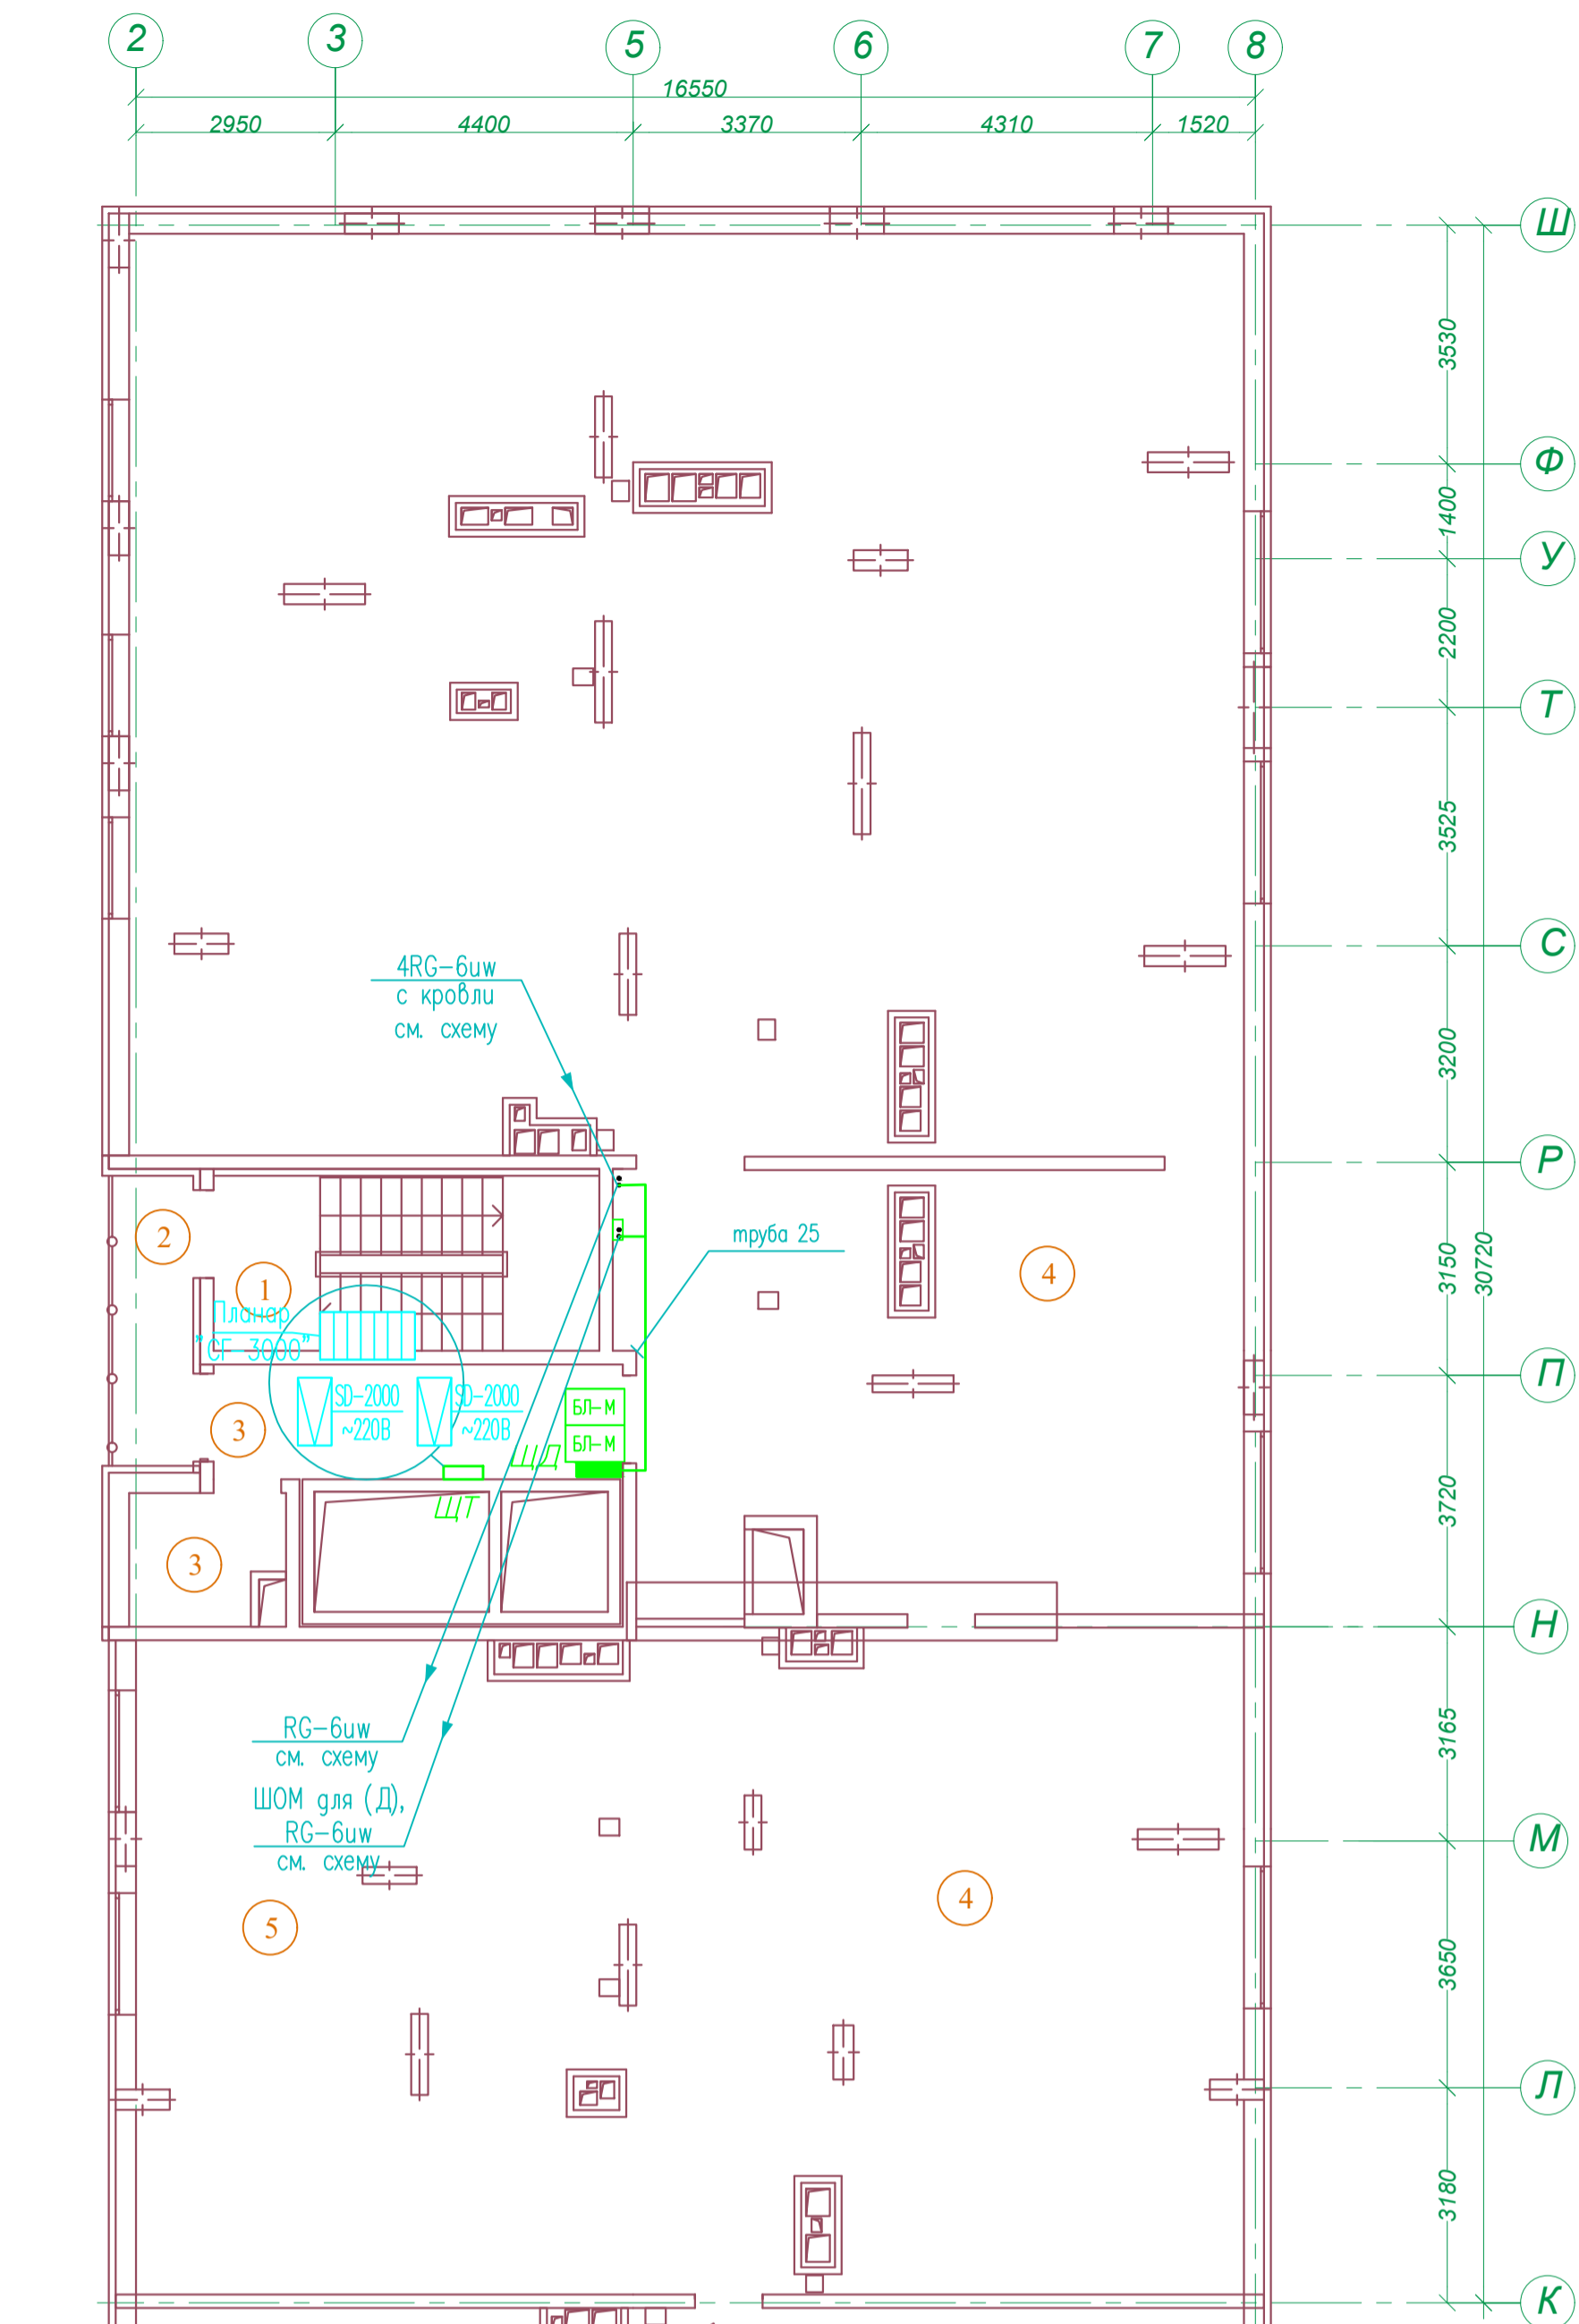 2 3 5 6 7 8
16550
2950 4400 3370 4310 1520
Ш
3530
Ф
1400
У
2200
Т
3525
С
4RG-6uw
с кровли
см. схему
3200
Р
2
труба 25
4
3150
30720
1
Планар
"СГ-3000"
П
SD-2000
~220В
SD-2000
~220В
БЛ-М
БЛ-М
3
ЩД
ЩТ
3720
3
Н
RG-6uw
см. схему
3165
ШОМ для (Д),
RG-6uw
см. схему
М
4
5
3650
Л
3180
К